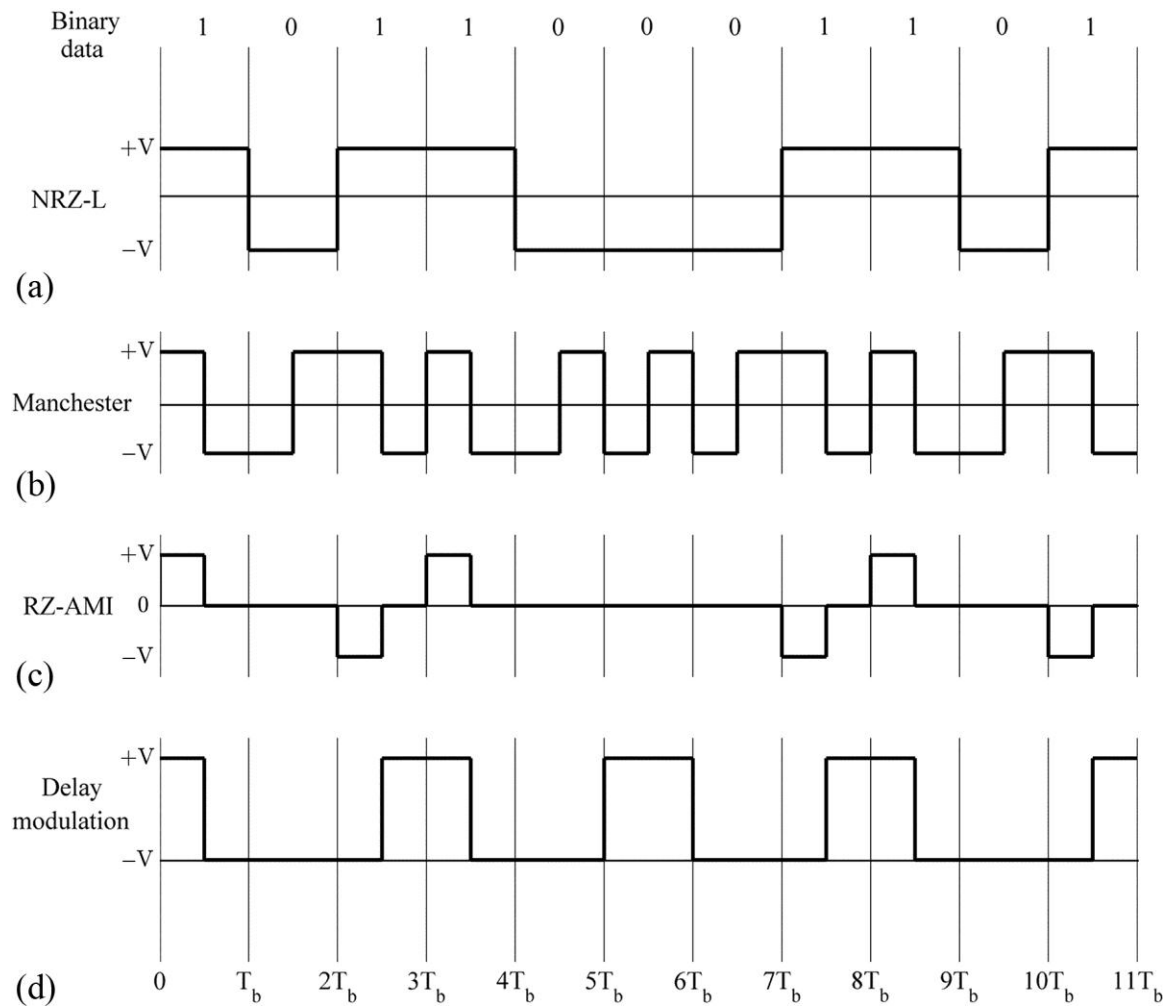 Binary data 1 0 1 1 0 0 0 1 1 0 1
+V
NRZ-L
−V
(a)
+V
Manchester
−V
(b)
+V
RZ-AMI 0
−V
(c)
+V
Delay
modulation
−V
(d) 0 T_b 2T_b 3T_b 4T_b 5T_b 6T_b 7T_b 8T_b 9T_b 10T_b 11T_b